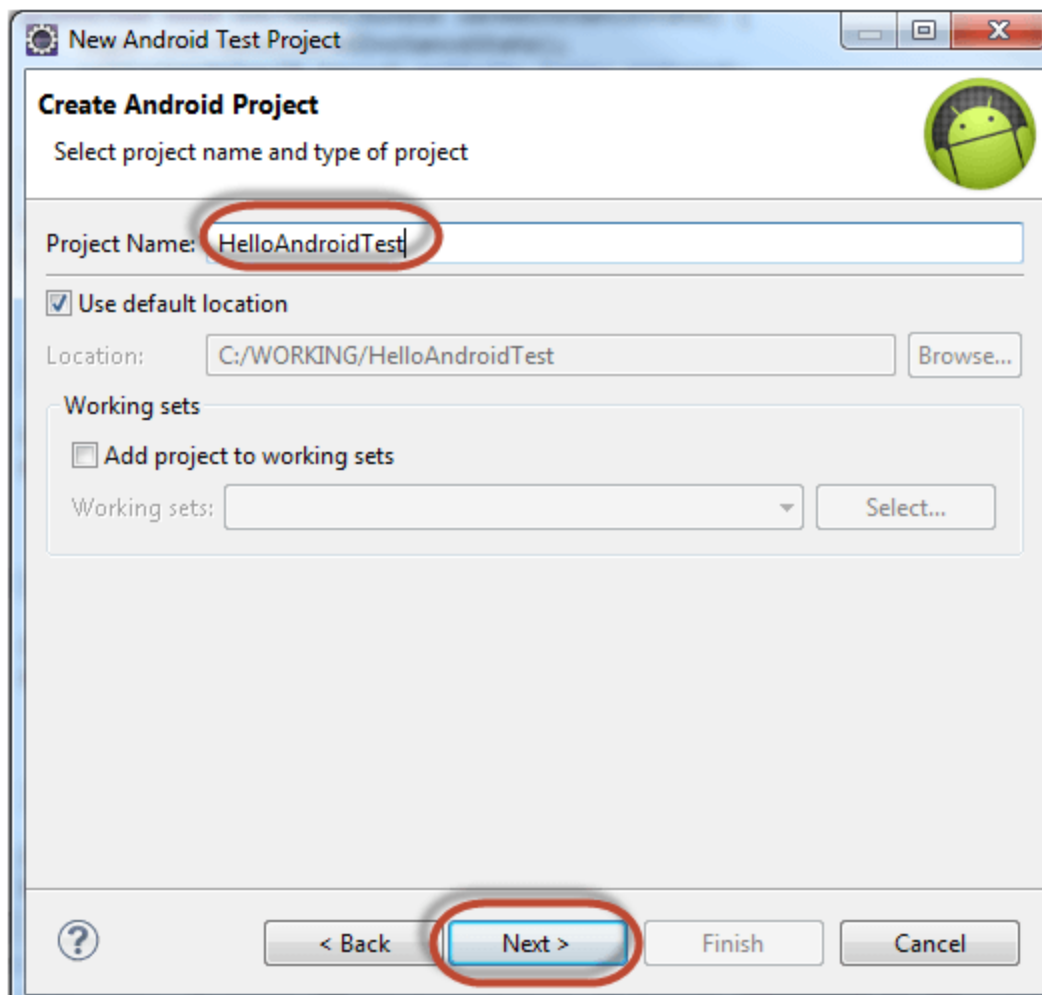 New Android Test Project
Create Android Project
Select project name and type of project
Project Name: HelloAndroidTest
Use default location
Location: C:/WORKING/HelloAndroidTest Browse...
Working sets
Add project to working sets
Working sets: Select...
? < Back Next > Finish Cancel